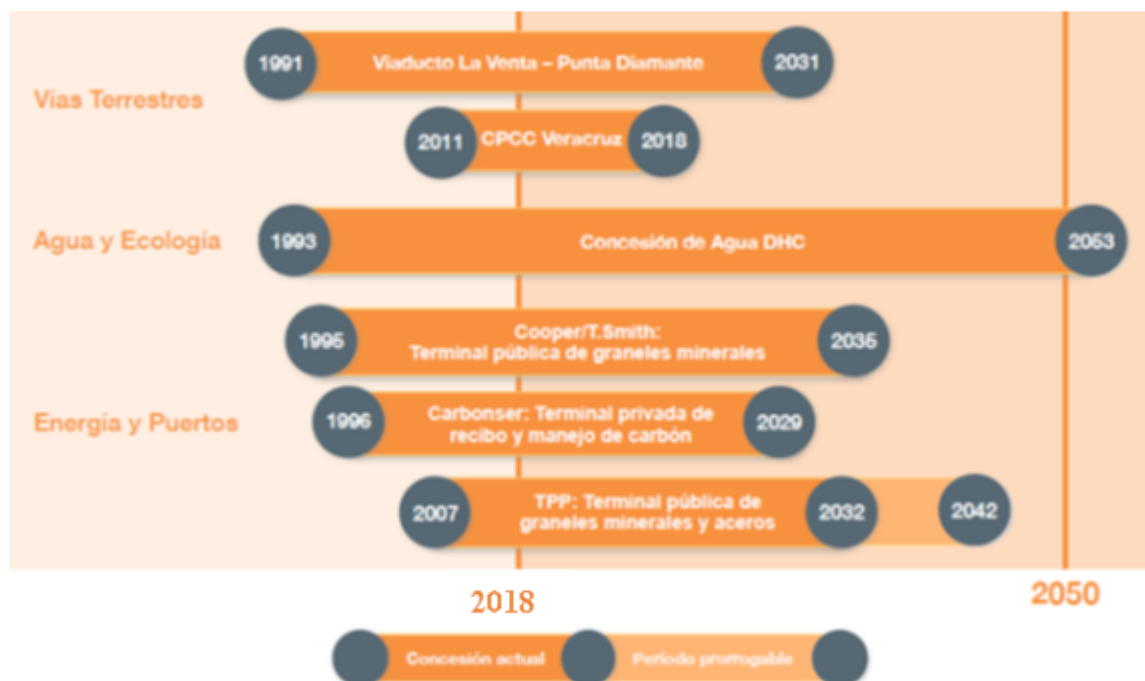 1991
Viaducto La Venta – Punta Diamante
2031
Vías Terrestres
2011
CPCC Veracruz
2018
Agua y Ecología
1993
Concesión de Agua DHC
2053
1995
Cooper/T.Smith:
Terminal pública de graneles minerales
2035
Energía y Puertos
1996
Carbonser: Terminal privada de
recibo y manejo de carbón
2029
2007
TPP: Terminal pública de
graneles minerales y aceros
2032
2042
2018
2050
Concesión actual
Período prorrogable